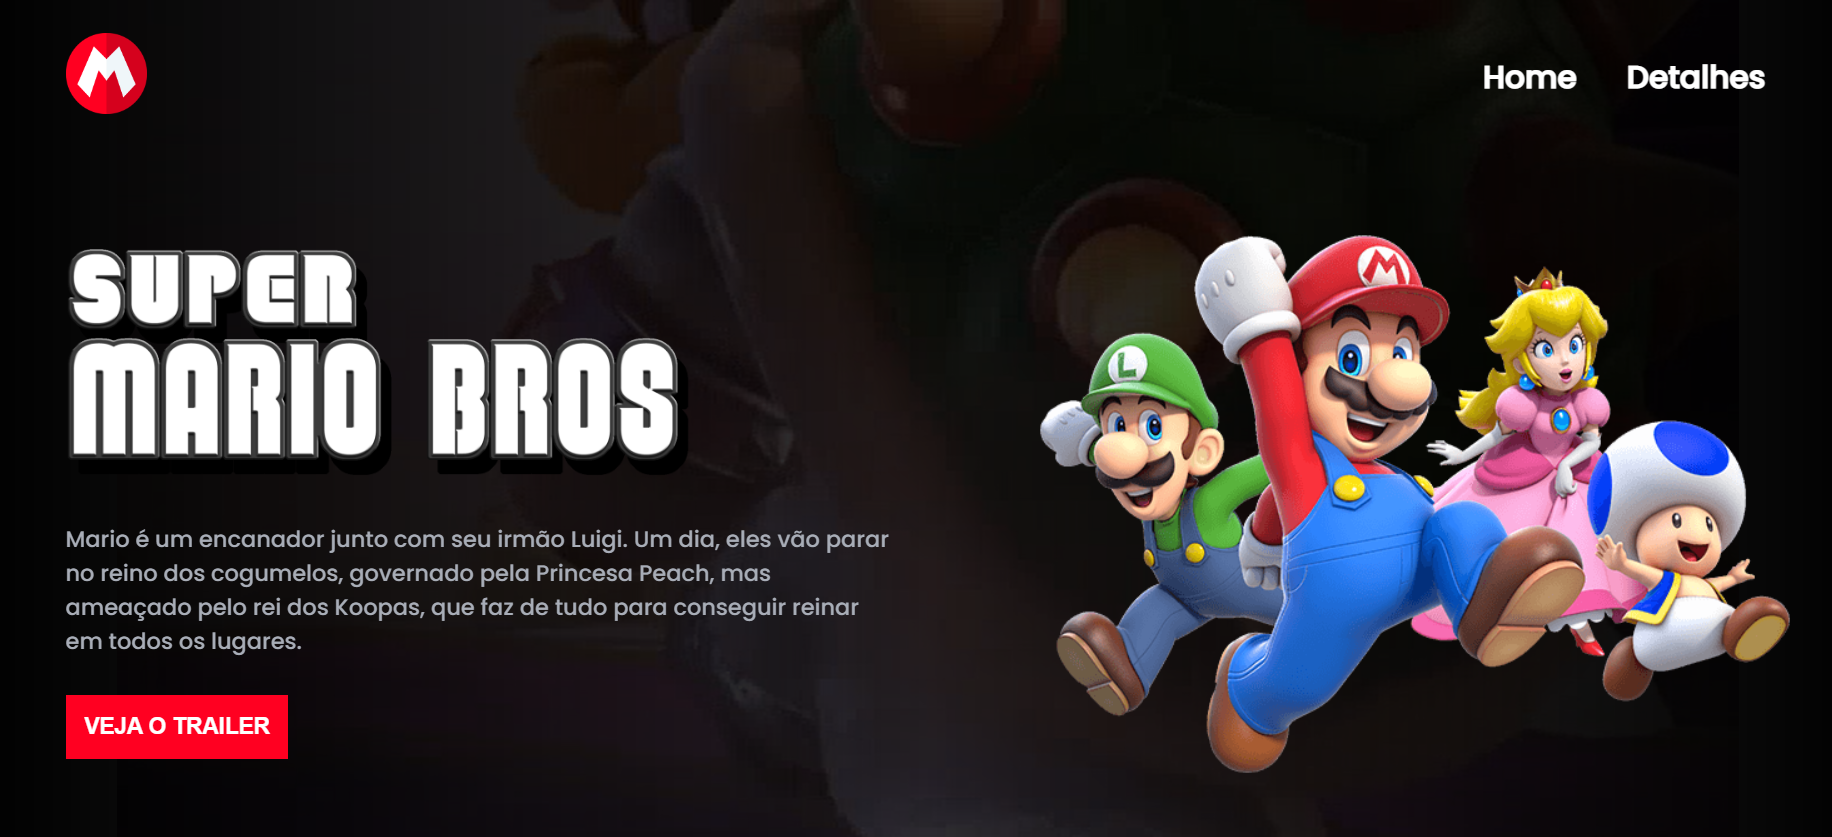 M
Home Detalhes
SUPER
MARIO BROS
M
L
Mario é um encanador junto com seu irmão Luigi. Um dia, eles vão parar
no reino dos cogumelos, governado pela Princesa Peach, mas
ameaçado pelo rei dos Koopas, que faz de tudo para conseguir reinar
em todos os lugares.
VEJA O TRAILER